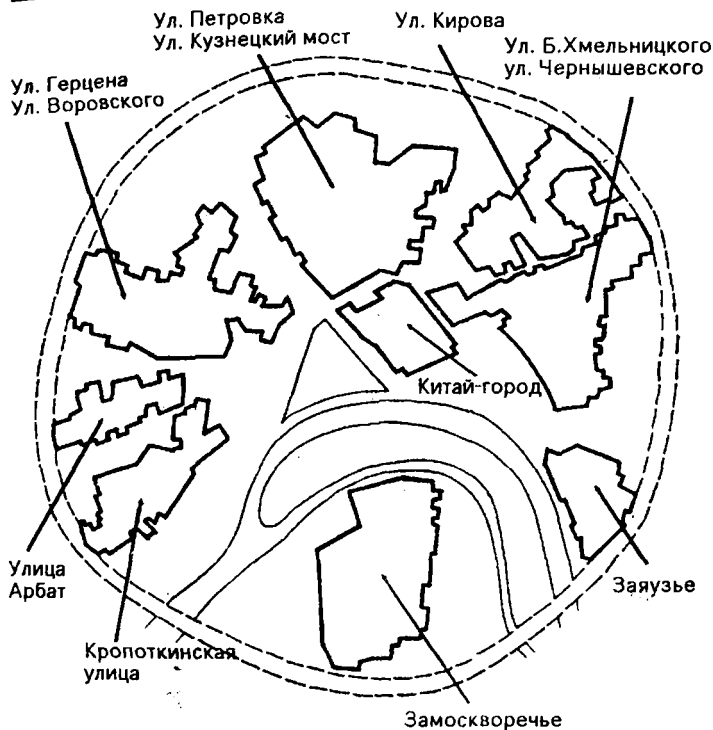 Ул. Петровка
Ул. Кузнецкий мост
Ул. Кирова
Ул. Б.Хмельницкого
ул. Чернышевского
Ул. Герцена
Ул. Воровского
Китай-город
Улица
Арбат
Заяузье
Кропоткинская
улица
Замоскворечье